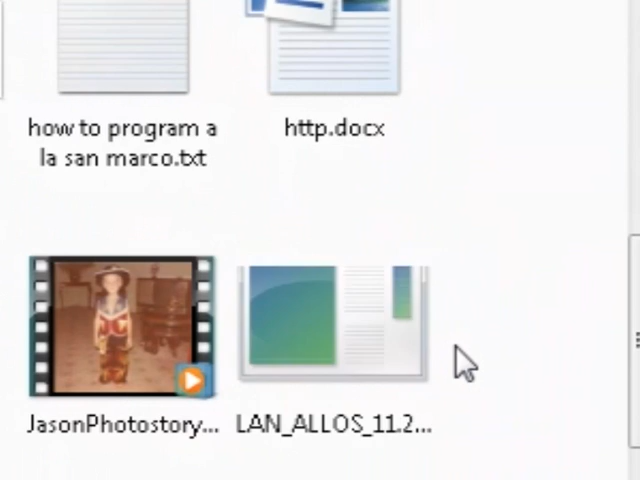 how to program a
la san marco.txt
http.docx
JasonPhotostory...
LAN_ALLOS_11.2...